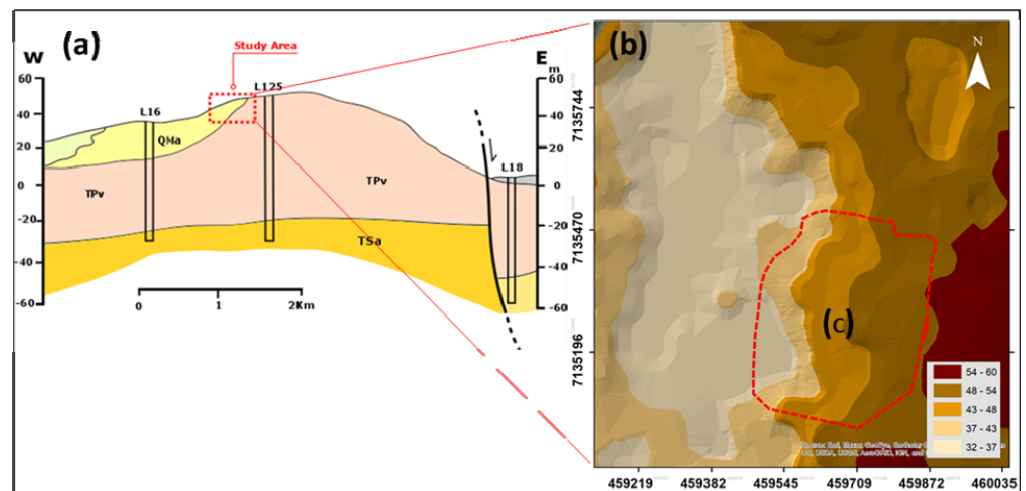 (a)
Study Area
W
E
m
60
40
20
0
-20
-40
-60
L16
L125
L18
QMa
TPv
TPv
TSa
60
40
20
0
-20
-40
-60
0 1 2Km
(b)
N
(c)
7135744
7135470
7135196
54 - 60
48 - 54
43 - 48
37 - 43
32 - 37
459219 459382 459545 459709 459872 460035